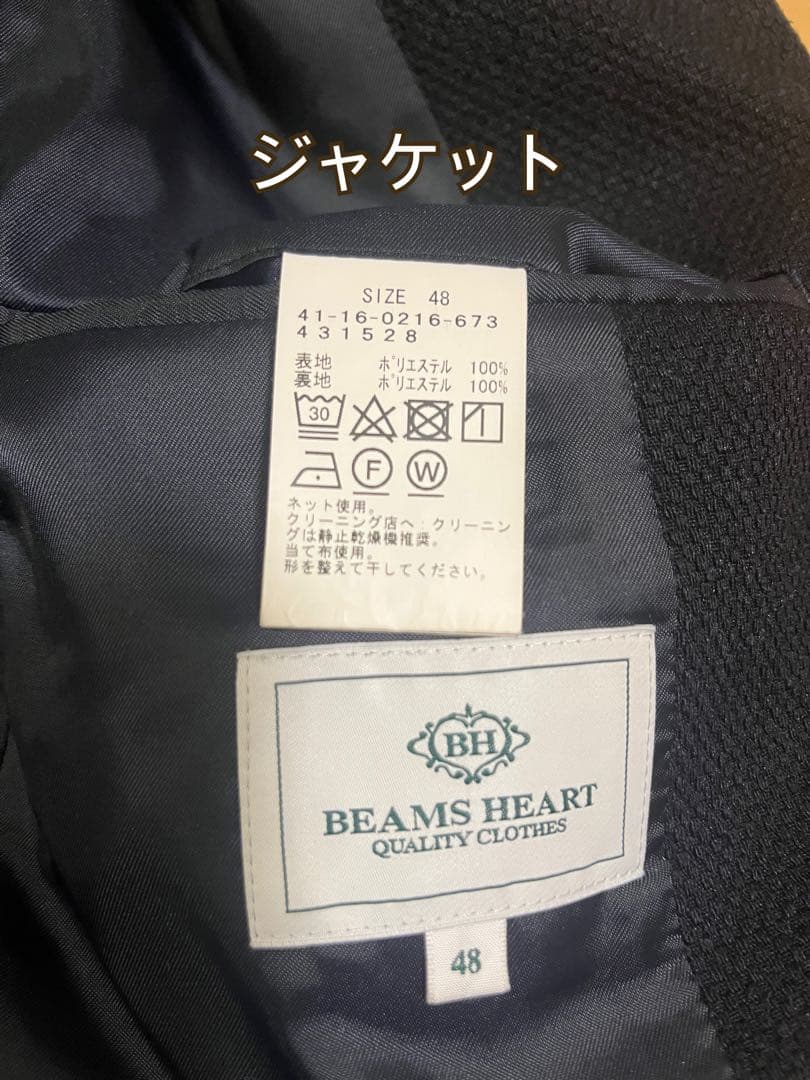 ジャケット
SIZE 48
41-16-0216-673
431528
表地 ポリエステル 100%
裏地 ポリエステル 100%
30
F W
ネット使用。
クリーニング店へ:クリーニン
グは静止乾燥機推奨。
当て布使用。
形を整えて干してください。
BH
BEAMS HEART
QUALITY CLOTHES
48